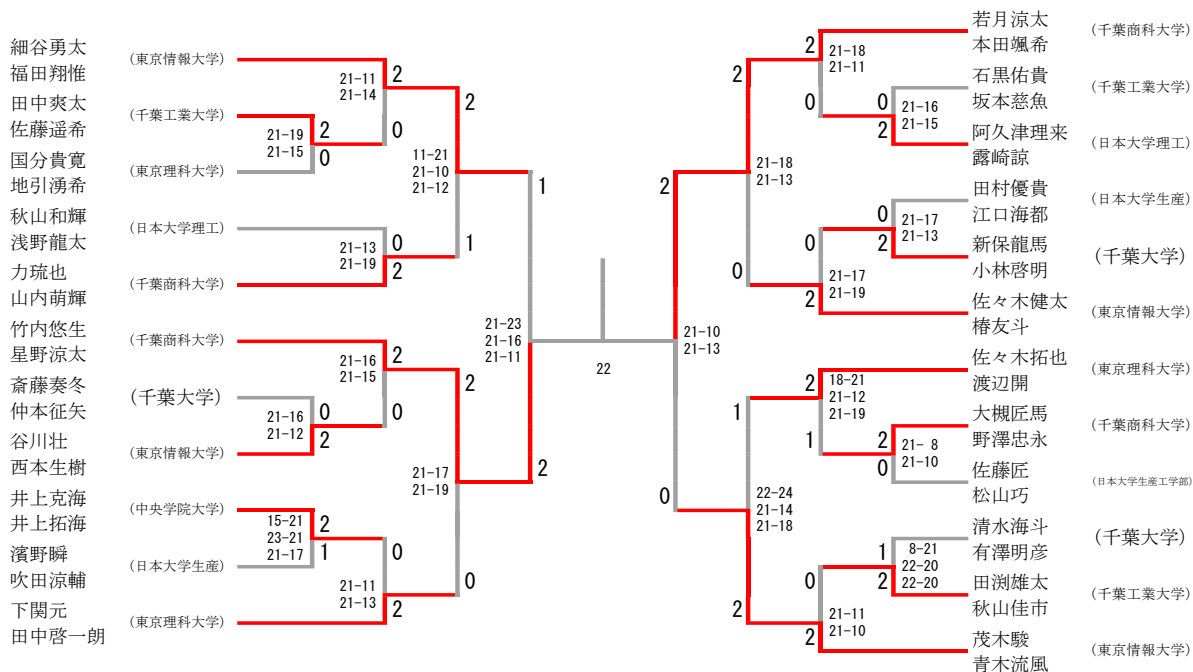 細谷勇太
福田翔惟
(東京情報大学)
田中爽太
佐藤遥希
(千葉工業大学)
国分貴寛
地引湧希
(東京理科大学)
秋山和輝
浅野龍太
(日本大学理工)
力琉也
山内萌輝
(千葉商科大学)
竹内悠生
星野涼太
(千葉商科大学)
斎藤奏冬
仲本征矢
(千葉大学)
谷川壮
西本生樹
(東京情報大学)
井上克海
井上拓海
(中央学院大学)
濱野瞬
吹田涼輔
(日本大学生産)
下関元
田中啓一朗
(東京理科大学)
21-19
21-15
2
0
21-11
21-14
2
0
21-13
21-19
0
2
11-21
21-10
21-12
2
1
21-16
21-12
0
2
21-16
21-15
2
0
15-21
23-21
21-17
2
1
21-11
21-13
0
2
21-17
21-19
2
0
21-23
21-16
21-11
1
2
22
21-10
21-13
2
0
21-18
21-13
2
0
21-18
21-11
2
0
21-16
21-15
0
2
21-17
21-19
0
2
21-17
21-13
0
2
22-24
21-14
21-18
1
2
18-21
21-12
21-19
2
1
21- 8
21-10
2
0
21-11
21-10
0
2
8-21
22-20
22-20
1
2
若月涼太
本田颯希
(千葉商科大学)
石黒佑貴
坂本慈魚
(千葉工業大学)
阿久津理来
露崎諒
(日本大学理工)
田村優貴
江口海都
(日本大学生産)
新保龍馬
小林啓明
(千葉大学)
佐々木健太
椿友斗
(東京情報大学)
佐々木拓也
渡辺開
(東京理科大学)
大槻匠馬
野澤忠永
(千葉商科大学)
佐藤匠
松山巧
(日本大学生産工学部)
清水海斗
有澤明彦
(千葉大学)
田渕雄太
秋山佳市
(千葉工業大学)
茂木駿
青木流風
(東京情報大学)